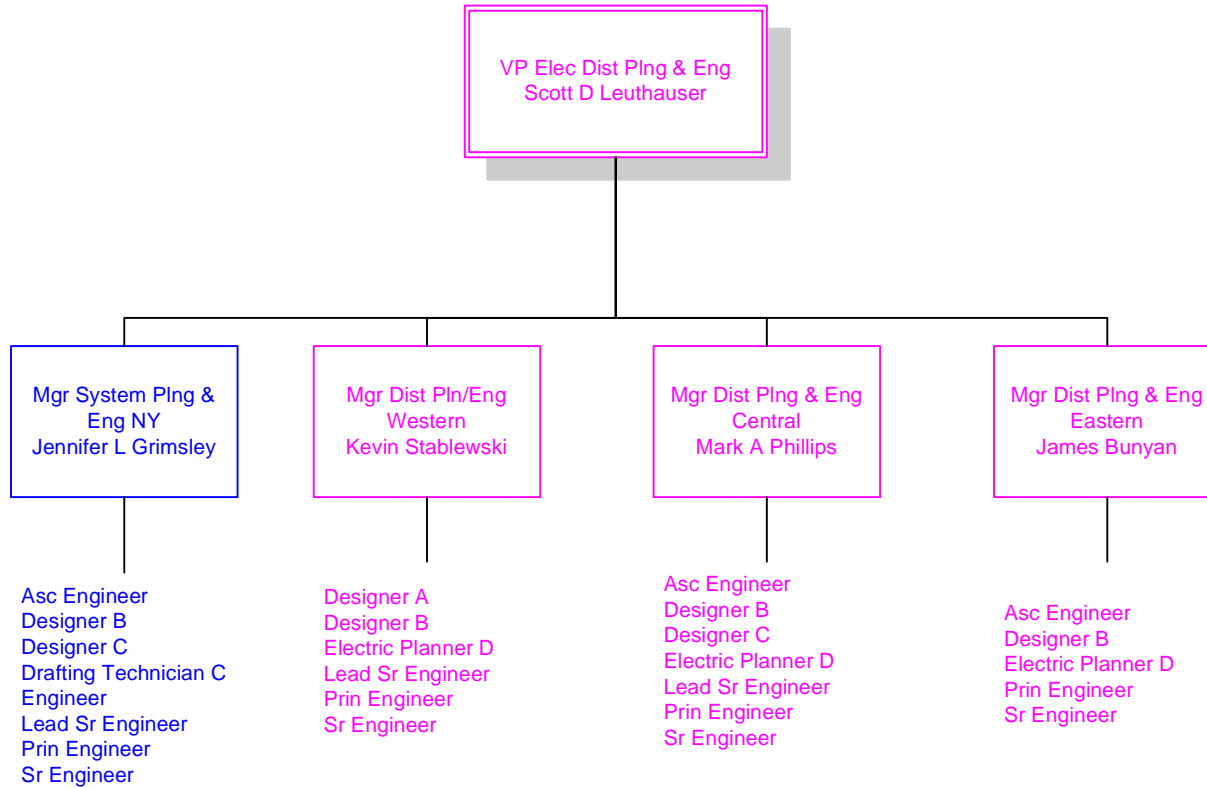 VP Elec Dist Plng & Eng
Scott D Leuthauser
Mgr System Plng &
Eng NY
Jennifer L Grimsley
Mgr Dist Pln/Eng
Western
Kevin Stablewski
Mgr Dist Plng & Eng
Central
Mark A Phillips
Mgr Dist Plng & Eng
Eastern
James Bunyan
Asc Engineer
Designer B
Designer C
Drafting Technician C
Engineer
Lead Sr Engineer
Prin Engineer
Sr Engineer
Designer A
Designer B
Electric Planner D
Lead Sr Engineer
Prin Engineer
Sr Engineer
Asc Engineer
Designer B
Designer C
Electric Planner D
Lead Sr Engineer
Prin Engineer
Sr Engineer
Asc Engineer
Designer B
Electric Planner D
Prin Engineer
Sr Engineer